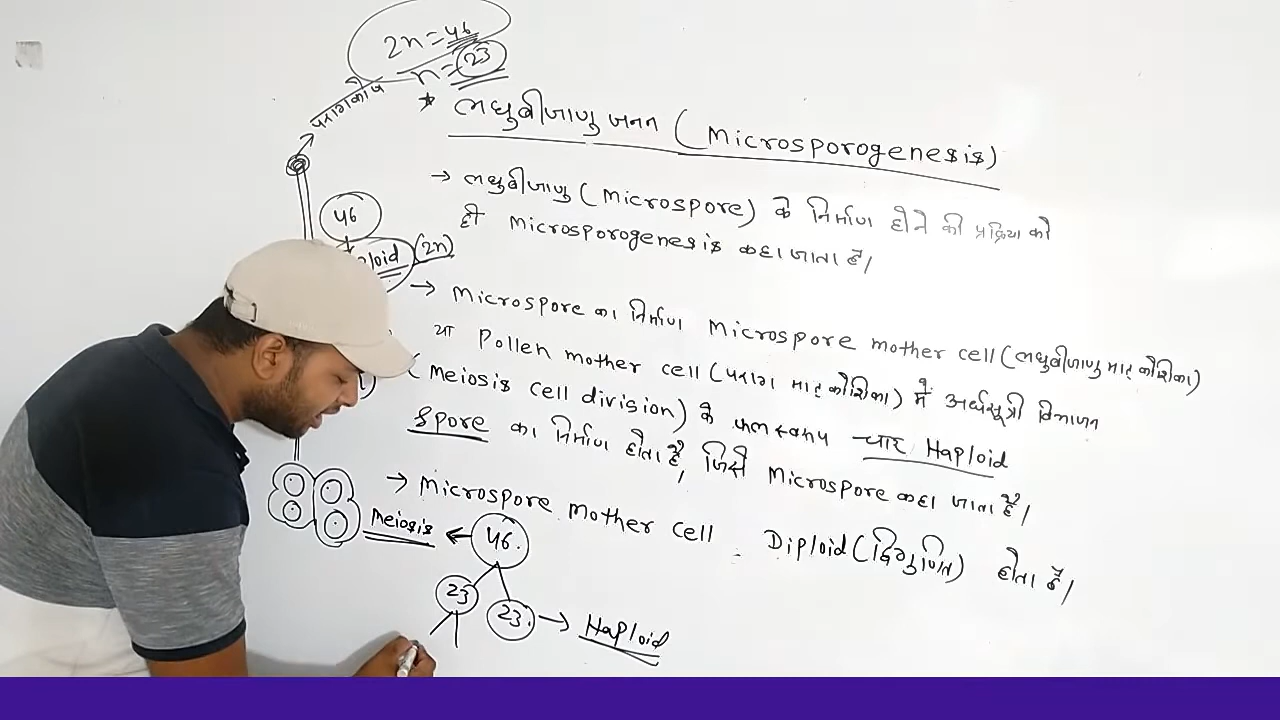 2n=46
n=23
परागकोष
* लघुबीजाणु जनन (Microsporogenesis)
→ लघुबीजाणु (Microspore) के निर्माण होने की प्रक्रिया को
ही Microsporogenesis कहा जाता है।
46
(2n)
→ Microspore का निर्माण Microspore mother cell (लघुबीजाणु मातृ कोशिका)
या Pollen mother cell (पराग मातृ कोशिका) में अर्धसूत्री विभाजन
(Meiosis cell division) के फलस्वरूप चार Haploid
Spore का निर्माण होता है, जिसे Microspore कहा जाता है।
→ Microspore mother cell Diploid (द्विगुणित) होता है।
Meiosis ← 46
23 23 → Haploid